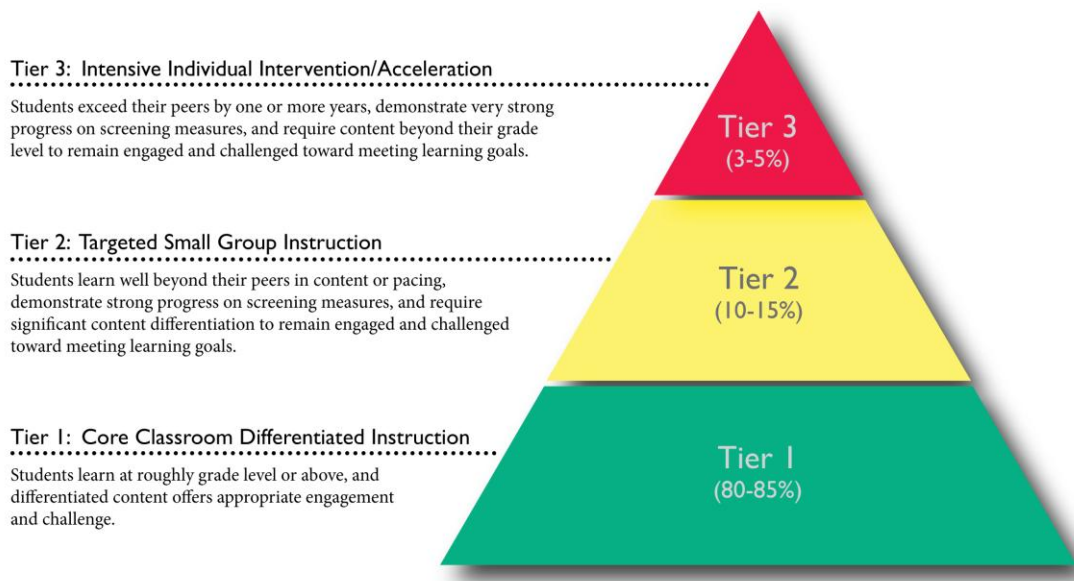 Tier 3: Intensive Individual Intervention/Acceleration
Students exceed their peers by one or more years, demonstrate very strong
progress on screening measures, and require content beyond their grade
level to remain engaged and challenged toward meeting learning goals.
Tier 3
(3-5%)
Tier 2: Targeted Small Group Instruction
Students learn well beyond their peers in content or pacing,
demonstrate strong progress on screening measures, and require
significant content differentiation to remain engaged and challenged
toward meeting learning goals.
Tier 2
(10-15%)
Tier 1: Core Classroom Differentiated Instruction
Students learn at roughly grade level or above, and
differentiated content offers appropriate engagement
and challenge.
Tier 1
(80-85%)